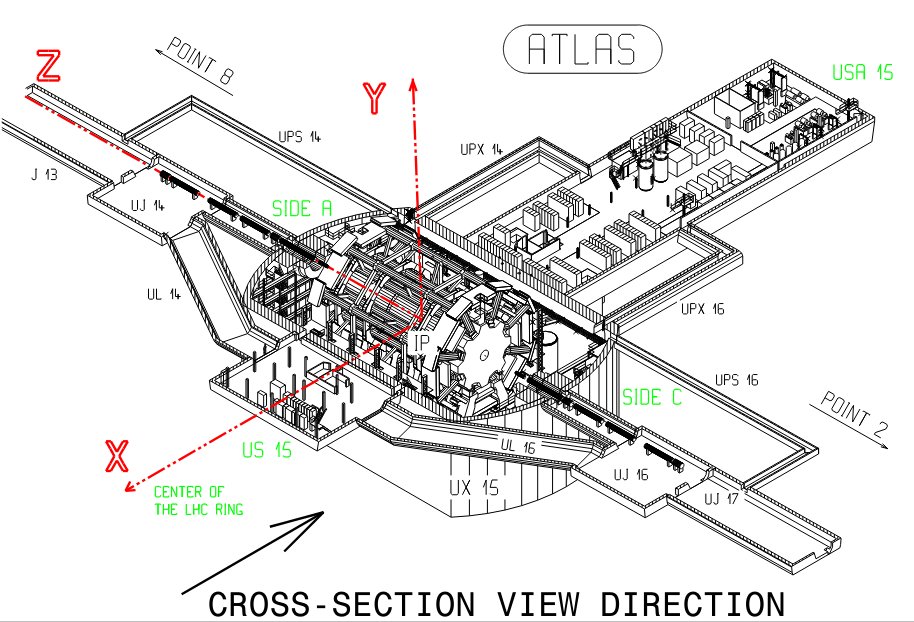 ATLAS
Z
POINT 8
Y
USA 15
UPS 14
UPX 14
J 13
UJ 14
SIDE A
UL 14
UPX 16
IP
UPS 16
SIDE C
POINT 2
X
US 15
UL 16
UJ 16
UX 15
UJ 17
CENTER OF
THE LHC RING
CROSS-SECTION VIEW DIRECTION